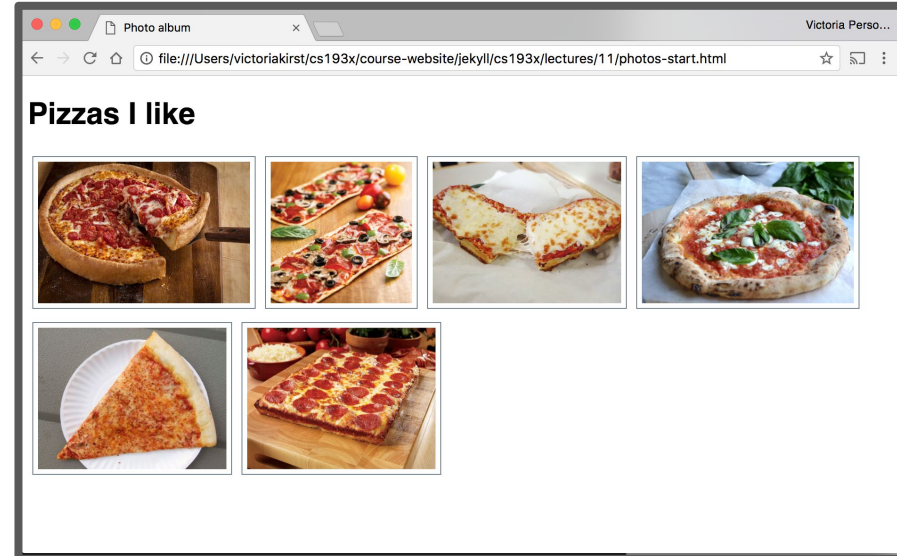 Photo album
Victoria Perso...
file:///Users/victoriakirst/cs193x/course-website/jekyll/cs193x/lectures/11/photos-start.html
Pizzas I like